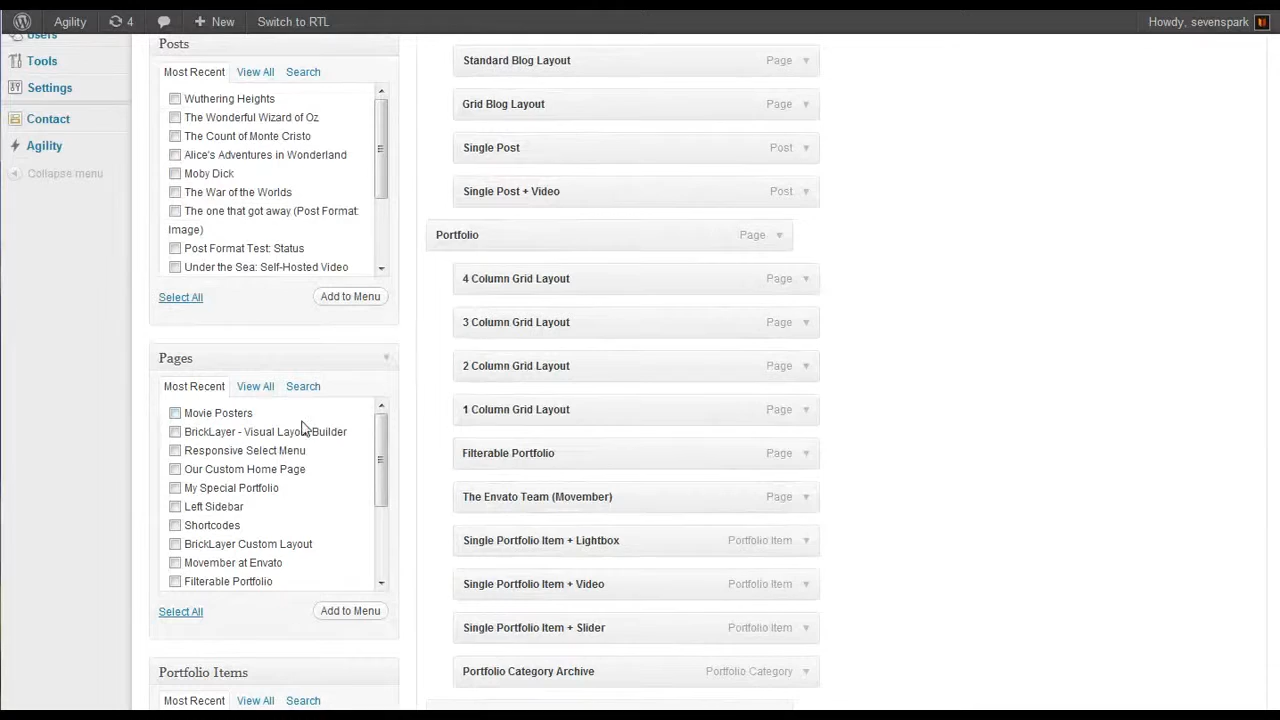 Agility 4 New Switch to RTL Howdy, sevenspark
Users
Tools
Settings
Contact
Agility
Collapse menu
Posts
Most Recent View All Search
Wuthering Heights
The Wonderful Wizard of Oz
The Count of Monte Cristo
Alice's Adventures in Wonderland
Moby Dick
The War of the Worlds
The one that got away (Post Format:
Image)
Post Format Test: Status
Under the Sea: Self-Hosted Video
Select All Add to Menu
Pages
Most Recent View All Search
Movie Posters
BrickLayer - Visual Layout Builder
Responsive Select Menu
Our Custom Home Page
My Special Portfolio
Left Sidebar
Shortcodes
BrickLayer Custom Layout
Movember at Envato
Filterable Portfolio
Select All Add to Menu
Portfolio Items
Most Recent View All Search
Standard Blog Layout Page
Grid Blog Layout Page
Single Post Post
Single Post + Video Post
Portfolio Page
4 Column Grid Layout Page
3 Column Grid Layout Page
2 Column Grid Layout Page
1 Column Grid Layout Page
Filterable Portfolio Page
The Envato Team (Movember) Page
Single Portfolio Item + Lightbox Portfolio Item
Single Portfolio Item + Video Portfolio Item
Single Portfolio Item + Slider Portfolio Item
Portfolio Category Archive Portfolio Category